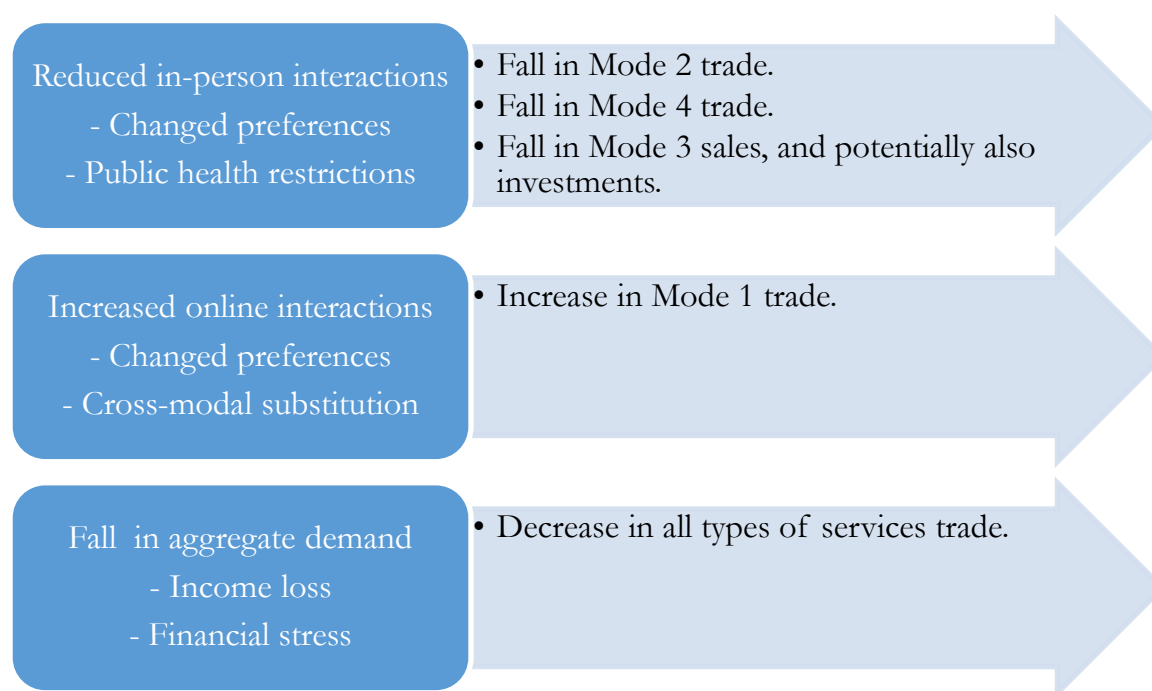 Reduced in-person interactions
- Changed preferences
- Public health restrictions
• Fall in Mode 2 trade.
• Fall in Mode 4 trade.
• Fall in Mode 3 sales, and potentially also
investments.
Increased online interactions
- Changed preferences
- Cross-modal substitution
• Increase in Mode 1 trade.
Fall in aggregate demand
- Income loss
- Financial stress
• Decrease in all types of services trade.